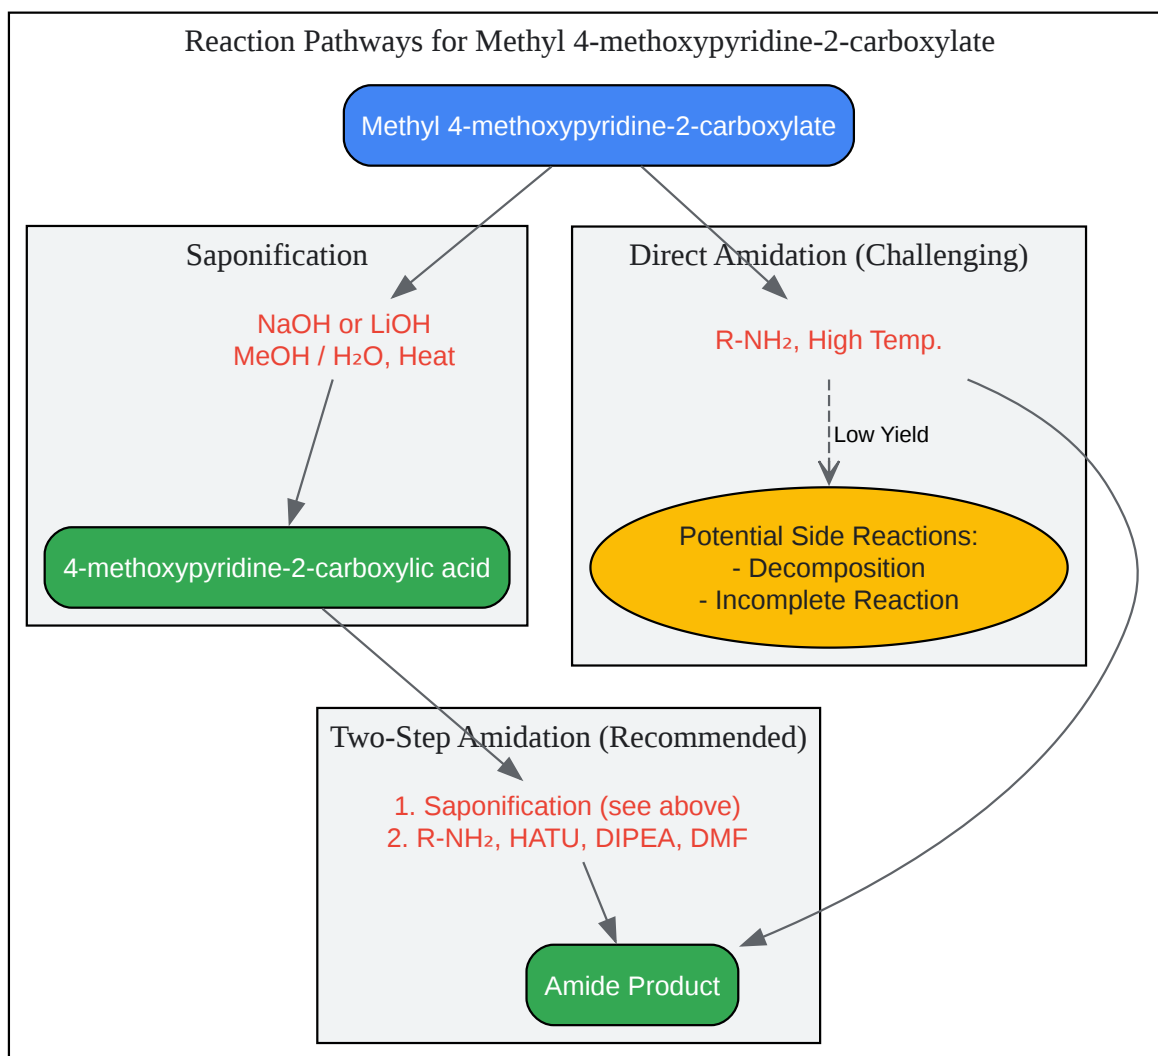 Reaction Pathways for Methyl 4-methoxypyridine-2-carboxylate
Methyl 4-methoxypyridine-2-carboxylate
Saponification
NaOH or LiOH
MeOH / H₂O, Heat
4-methoxypyridine-2-carboxylic acid
Direct Amidation (Challenging)
R-NH₂, High Temp.
Low Yield
Potential Side Reactions:
- Decomposition
- Incomplete Reaction
Two-Step Amidation (Recommended)
1. Saponification (see above)
2. R-NH₂, HATU, DIPEA, DMF
Amide Product